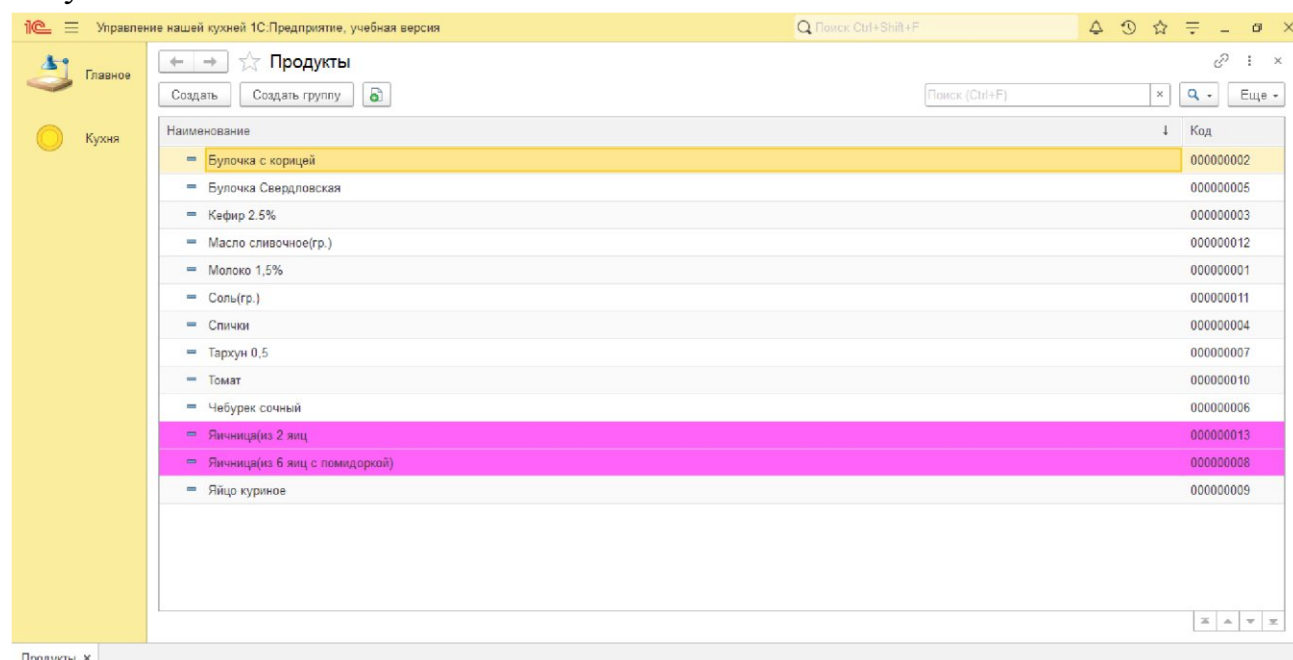 1С Управление нашей кухней 1С:Предприятие, учебная версия Поиск Ctrl+Shift+F
Главное
Кухня
Продукты
Создать Создать группу Поиск (Ctrl+F) × Еще
Наименование ↓ Код
Булочка с корицей 000000002
Булочка Свердловская 000000005
Кефир 2.5% 000000003
Масло сливочное(гр.) 000000012
Молоко 1,5% 000000001
Соль(гр.) 000000011
Спички 000000004
Тархун 0,5 000000007
Томат 000000010
Чебурек сочный 000000006
Яичница(из 2 яиц 000000013
Яичница(из 6 яиц с помидоркой) 000000008
Яйцо куриное 000000009
Продукты ×